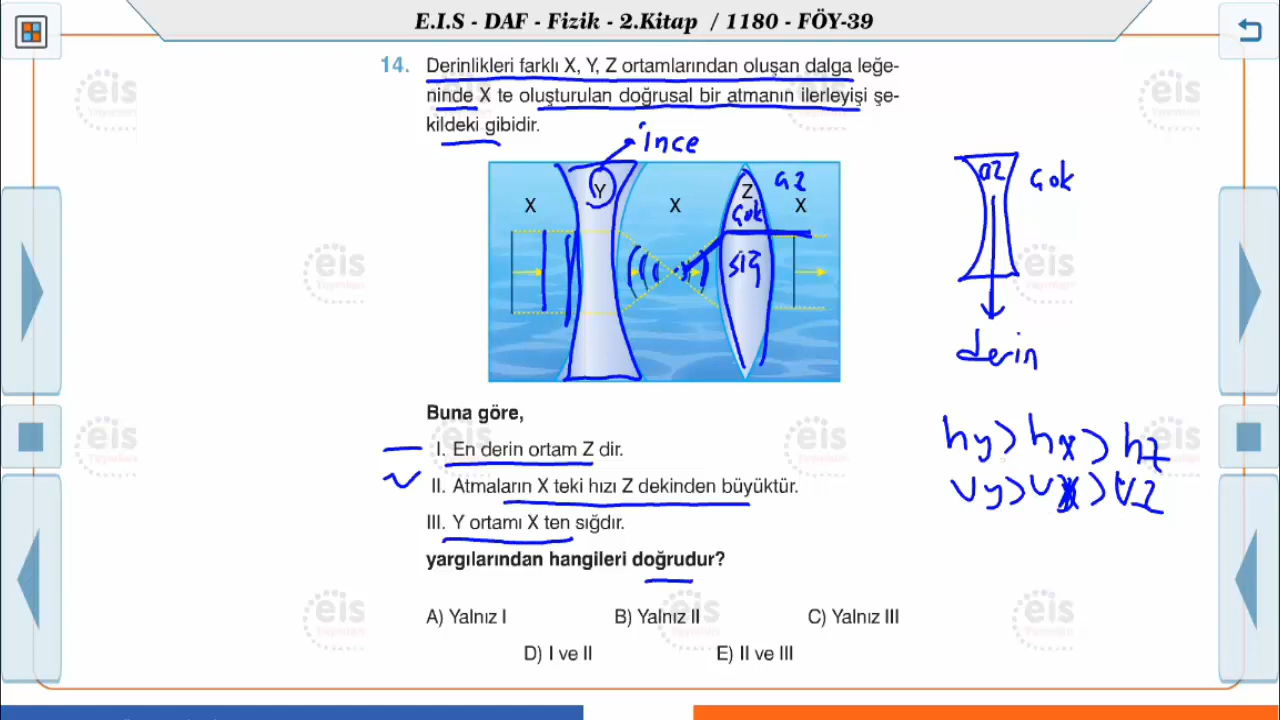 E.I.S - DAF - Fizik - 2.Kitap / 1180 - FÖY-39
14. Derinlikleri farklı X, Y, Z ortamlarından oluşan dalga leğe-
ninde X te oluşturulan doğrusal bir atmanın ilerleyişi şe-
kildeki gibidir.
ince
X Y X Z X
çok az
sığ
az çok
derin
Buna göre,
I. En derin ortam Z dir.
II. Atmaların X teki hızı Z dekinden büyüktür.
III. Y ortamı X ten sığdır.
yargılarından hangileri doğrudur?
hy > hx > hz
vy > vx > vz
A) Yalnız I B) Yalnız II C) Yalnız III
D) I ve II E) II ve III
eis
Yayınları